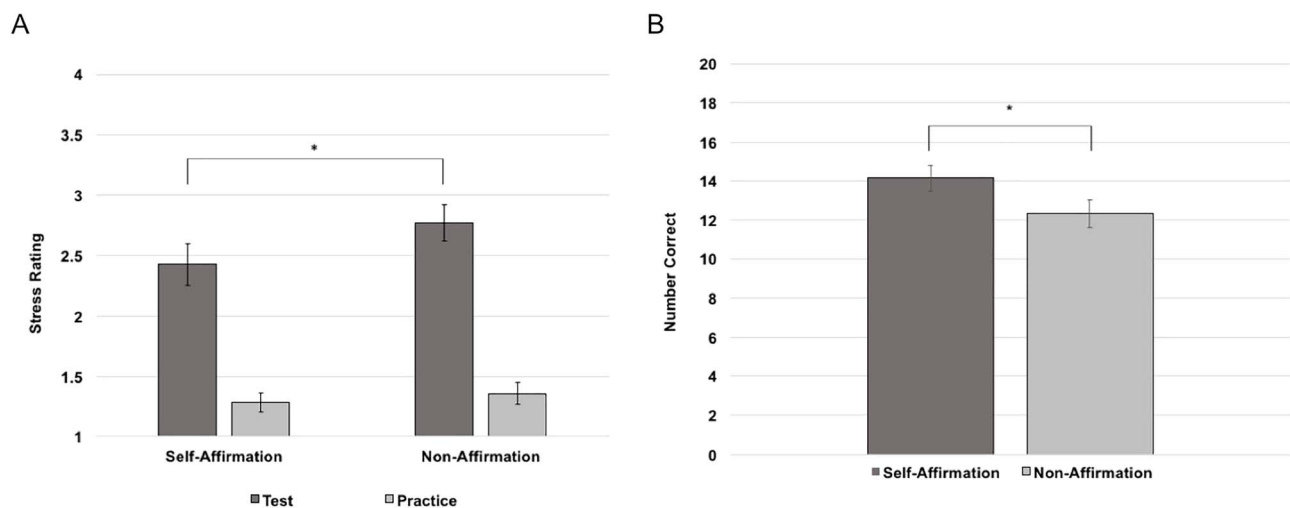 A
4
3.5
3
2.5
2
1.5
1
Stress Rating
*
Self-Affirmation Non-Affirmation
Test Practice
B
20
18
16
14
12
10
8
6
4
2
0
Number Correct
*
Self-Affirmation Non-Affirmation